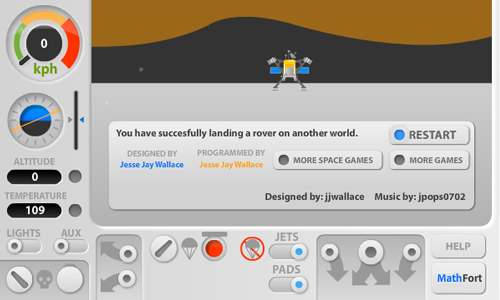 0
kph
You have succesfully landing a rover on another world.
RESTART
DESIGNED BY
Jesse Jay Wallace
PROGRAMMED BY
Jesse Jay Wallace
MORE SPACE GAMES
MORE GAMES
Designed by: jjwallace Music by: jpops0702
ALTITUDE
0
TEMPERATURE
109
LIGHTS AUX
JETS
PADS
HELP
MathFort